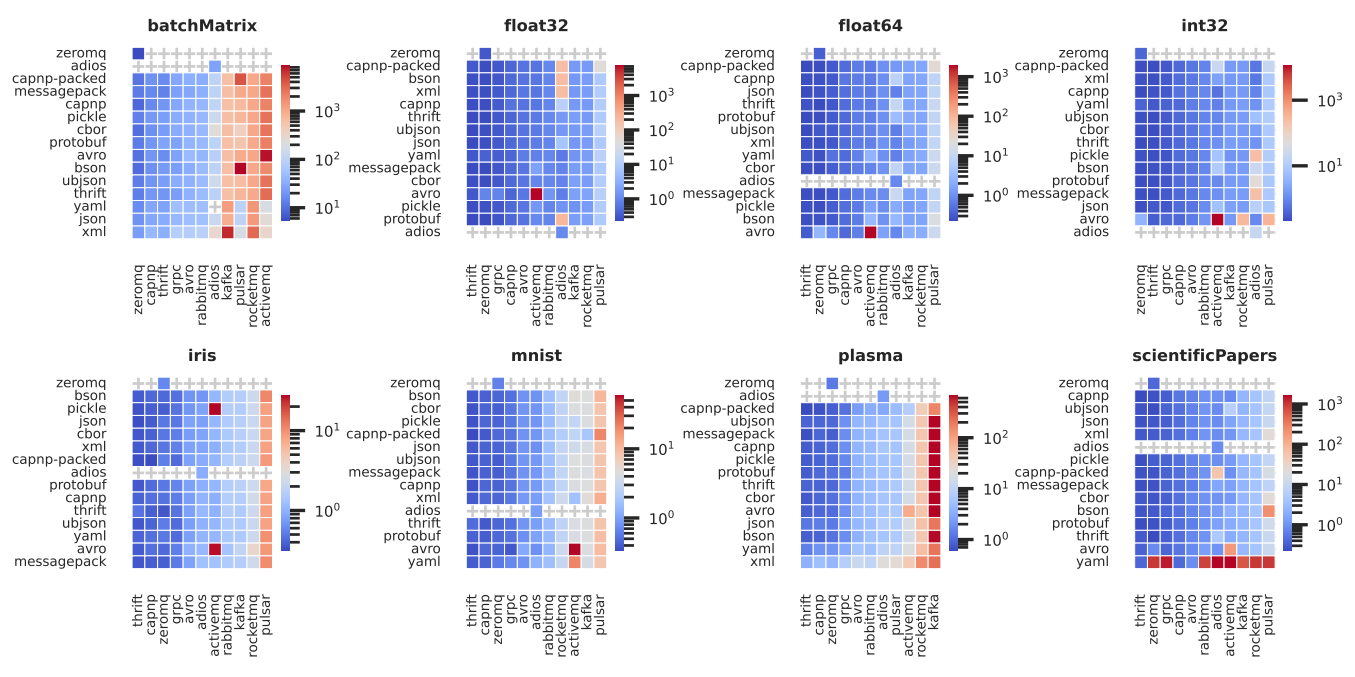 batchMatrix
zeromq
adios
capnp-packed
messagepack
capnp
pickle
cbor
protobuf
avro
bson
ubjson
thrift
yaml
json
xml
10³
10²
10¹
zeromq
capnp
thrift
grpc
avro
rabbitmq
adios
kafka
pulsar
rocketmq
activemq
float32
zeromq
capnp-packed
bson
xml
capnp
thrift
ubjson
json
yaml
messagepack
cbor
avro
pickle
protobuf
adios
10³
10²
10¹
10⁰
thrift
zeromq
grpc
capnp
avro
activemq
rabbitmq
adios
kafka
rocketmq
pulsar
float64
zeromq
capnp-packed
capnp
json
thrift
protobuf
ubjson
xml
yaml
cbor
adios
messagepack
pickle
bson
avro
10³
10²
10¹
10⁰
thrift
zeromq
grpc
capnp
avro
activemq
rabbitmq
adios
kafka
rocketmq
pulsar
int32
zeromq
capnp-packed
xml
capnp
yaml
ubjson
cbor
thrift
pickle
bson
protobuf
messagepack
json
avro
adios
10³
10¹
zeromq
thrift
grpc
capnp
avro
rabbitmq
activemq
kafka
rocketmq
adios
pulsar
iris
zeromq
bson
pickle
json
cbor
xml
capnp-packed
adios
protobuf
capnp
thrift
ubjson
yaml
avro
messagepack
10¹
10⁰
thrift
capnp
zeromq
grpc
avro
adios
activemq
rabbitmq
kafka
rocketmq
pulsar
mnist
zeromq
bson
cbor
pickle
capnp-packed
json
ubjson
messagepack
capnp
xml
adios
thrift
protobuf
avro
yaml
10¹
10⁰
thrift
capnp
zeromq
grpc
avro
adios
rabbitmq
rocketmq
activemq
kafka
pulsar
plasma
zeromq
adios
capnp-packed
ubjson
messagepack
capnp
pickle
protobuf
thrift
cbor
avro
json
bson
yaml
xml
10²
10¹
10⁰
thrift
capnp
zeromq
grpc
avro
rabbitmq
adios
pulsar
activemq
rocketmq
kafka
scientificPapers
zeromq
capnp
ubjson
json
xml
adios
pickle
capnp-packed
messagepack
cbor
bson
protobuf
thrift
avro
yaml
10³
10²
10¹
10⁰
thrift
zeromq
grpc
capnp
avro
rabbitmq
adios
activemq
kafka
rocketmq
pulsar